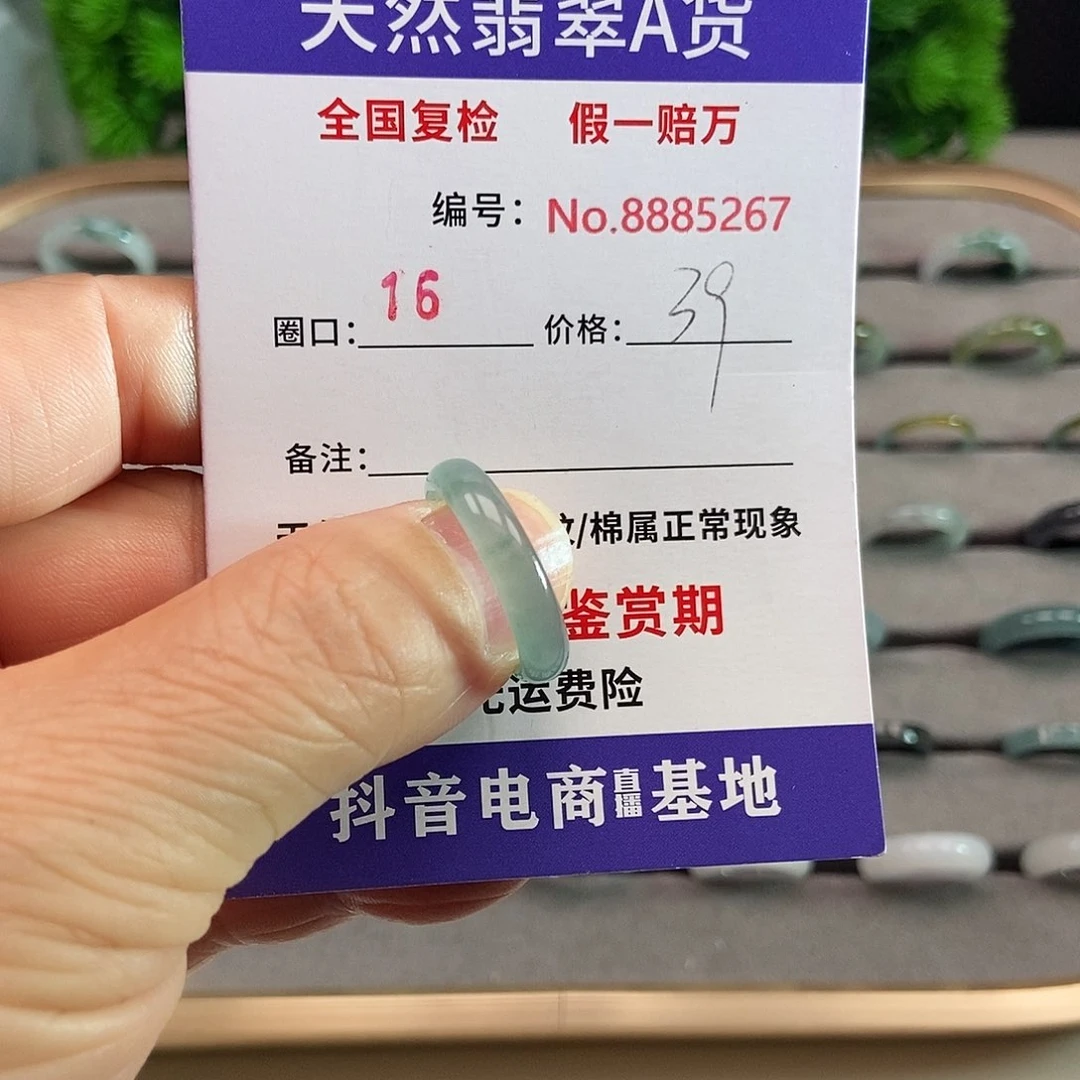 天然翡翠A货
全国复检 假一赔万
编号：No.8885267
圈口：16 价格：39
备注：
纹/棉属正常现象
鉴赏期
运费险
抖音电商直播基地